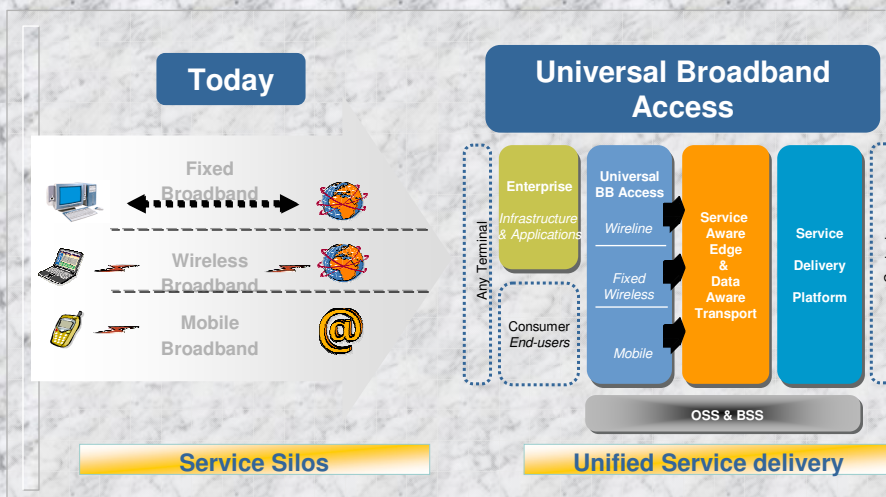 Today
Fixed
Broadband
Wireless
Broadband
Mobile
Broadband
@
Service Silos
Universal Broadband
Access
Any Terminal
Enterprise
Infrastructure
& Applications
Consumer
End-users
Universal
BB Access
Wireline
Fixed
Wireless
Mobile
Service
Aware
Edge
&
Data
Aware
Transport
Service
Delivery
Platform
OSS & BSS
Unified Service delivery